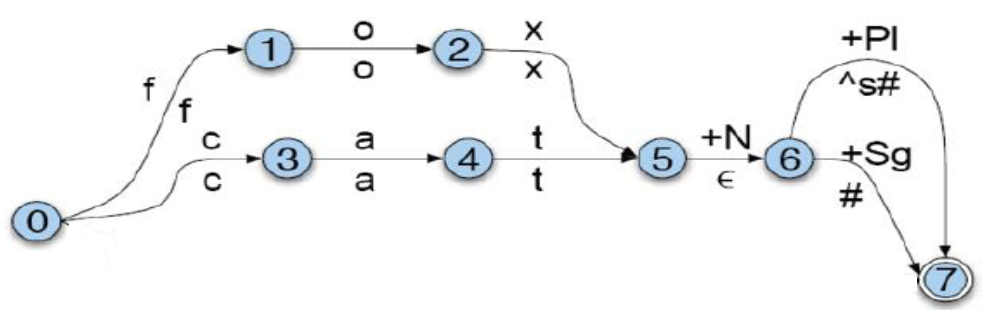 +Pl
^s#
o
x
1
2
o
x
f
f
c
a
t
+N
+Sg
3
4
5
6
c
a
t
ϵ
#
0
7